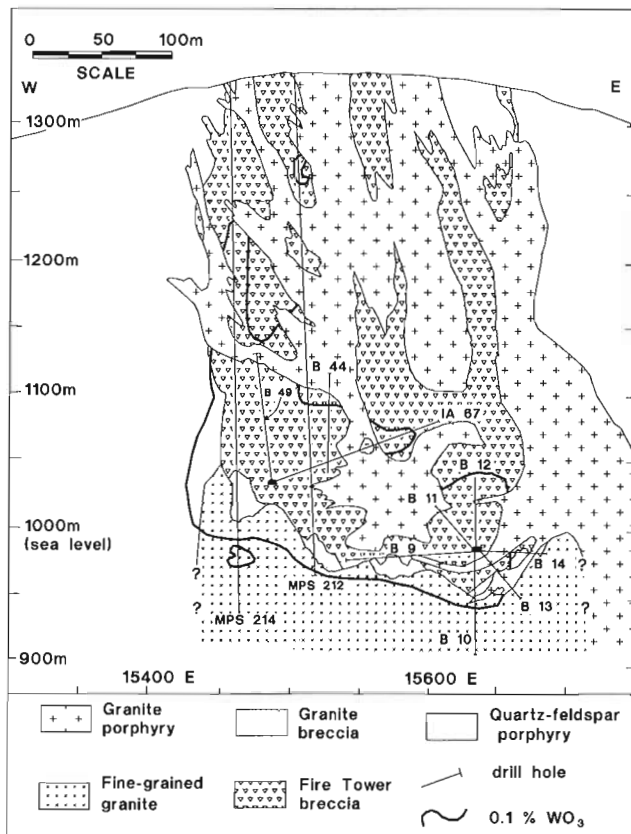 0 50 100m
SCALE
W
E
1300m
1200m
1100m
1000m
(sea level)
900m
B 44
B 49
IA 67
B 12
B 11
B 9
B 14
B 13
B 10
MPS 212
MPS 214
?
?
?
?
15400 E
15600 E
Granite porphyry
Granite breccia
Quartz-feldspar porphyry
Fine-grained granite
Fire Tower breccia
drill hole
0.1 % WO₃